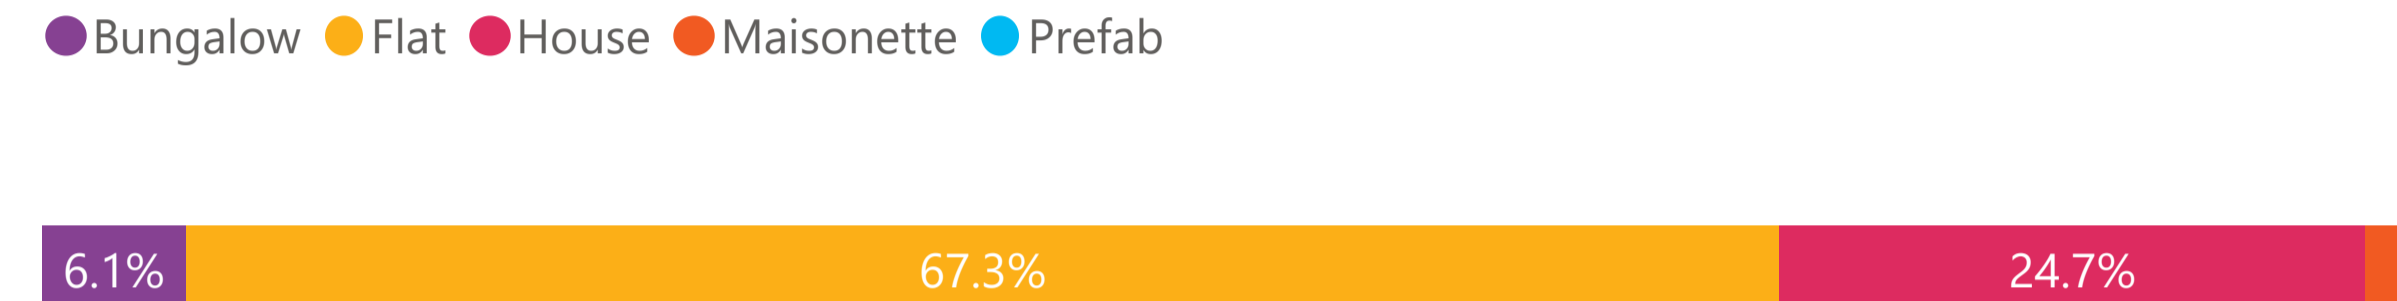 Bungalow Flat House Maisonette Prefab
6.1% 67.3% 24.7%